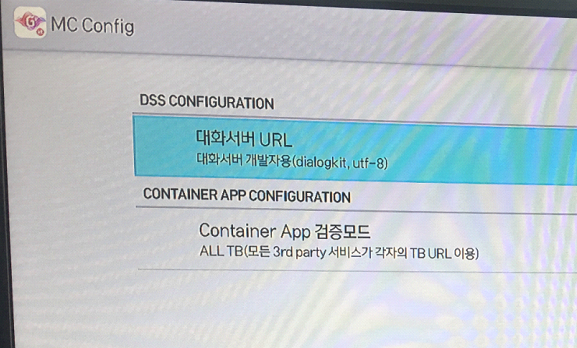 MC Config
DSS CONFIGURATION
대화서버 URL
대화서버 개발자용(dialogkit, utf-8)
CONTAINER APP CONFIGURATION
Container App 검증모드
ALL TB(모든 3rd party 서비스가 각자의 TB URL 이용)